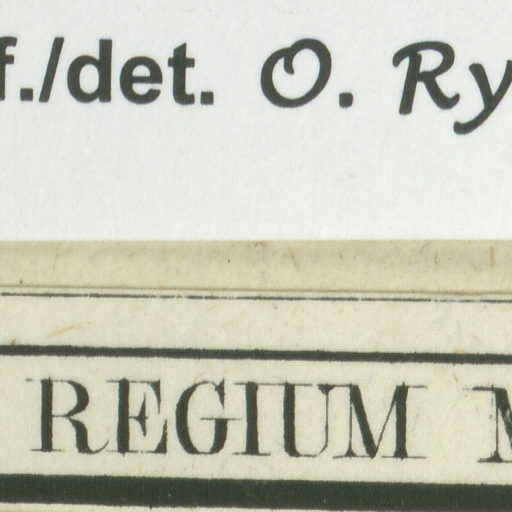 f./det. O. Ry
REGIUM M